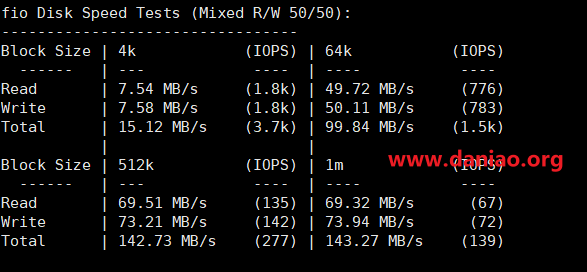 fio Disk Speed Tests (Mixed R/W 50/50):
---------------------------------
Block Size | 4k            (IOPS) | 64k           (IOPS)
  ------   | ---            ----  | ----           ----
Read       | 7.54 MB/s     (1.8k) | 49.72 MB/s     (776)
Write      | 7.58 MB/s     (1.8k) | 50.11 MB/s     (783)
Total      | 15.12 MB/s    (3.7k) | 99.84 MB/s    (1.5k)
           |                      |
Block Size | 512k          (IOPS) | 1m            (IOPS)
www.daniao.org
  ------   | ---            ----  | ---            ----
Read       | 69.51 MB/s     (135) | 69.32 MB/s      (67)
Write      | 73.21 MB/s     (142) | 73.94 MB/s      (72)
Total      | 142.73 MB/s    (277) | 143.27 MB/s    (139)